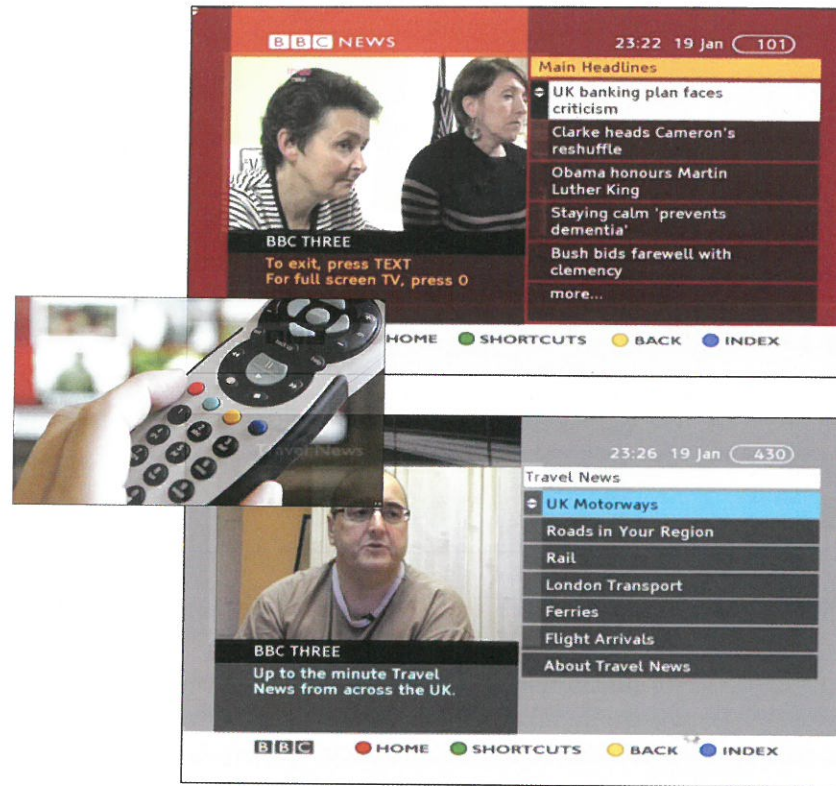 BBC NEWS
23:22 19 Jan 101
Main Headlines
UK banking plan faces
criticism
Clarke heads Cameron's
reshuffle
Obama honours Martin
Luther King
Staying calm 'prevents
dementia'
Bush bids farewell with
clemency
more...
BBC THREE
To exit, press TEXT
For full screen TV, press 0
HOME SHORTCUTS BACK INDEX
Travel News
23:26 19 Jan 430
Travel News
UK Motorways
Roads in Your Region
Rail
London Transport
Ferries
Flight Arrivals
About Travel News
BBC THREE
Up to the minute Travel
News from across the UK.
BBC HOME SHORTCUTS BACK INDEX